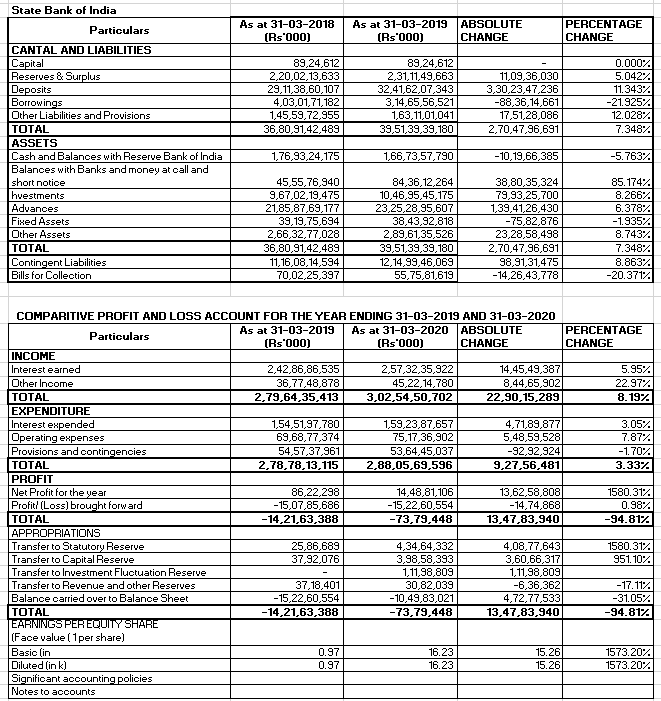 State Bank of India
Particulars As at 31-03-2018 (Rs'000) As at 31-03-2019 (Rs'000) ABSOLUTE CHANGE PERCENTAGE CHANGE
CANTAL AND LIABILITIES
Capital 89,24,612 89,24,612 - 0.000%
Reserves & Surplus 2,20,02,13,633 2,31,11,49,663 11,09,36,030 5.042%
Deposits 29,11,38,60,107 32,41,62,07,343 3,30,23,47,236 11.343%
Borrowings 4,03,01,71,182 3,14,65,56,521 -88,36,14,661 -21.925%
Other Liabilities and Provisions 1,45,59,72,955 1,63,11,01,041 17,51,28,086 12.028%
TOTAL 36,80,91,42,489 39,51,39,39,180 2,70,47,96,691 7.348%
ASSETS
Cash and Balances with Reserve Bank of India 1,76,93,24,175 1,66,73,57,790 -10,19,66,385 -5.763%
Balances with Banks and money at call and
short notice 45,55,76,940 84,36,12,264 38,80,35,324 85.174%
hvestments 9,67,02,19,475 10,46,95,45,175 79,93,25,700 8.266%
Advances 21,85,87,69,177 23,25,28,95,607 1,39,41,26,430 6.378%
Fixed Assets 39,19,75,694 38,43,92,818 -75,82,876 -1.935%
Other Assets 2,66,32,77,028 2,89,61,35,526 23,28,58,498 8.743%
TOTAL 36,80,91,42,489 39,51,39,39,180 2,70,47,96,691 7.348%
Contingent Liabilities 11,16,08,14,594 12,14,99,46,069 98,91,31,475 8.863%
Bills for Collection 70,02,25,397 55,75,81,619 -14,26,43,778 -20.371%
COMPARITIVE PROFIT AND LOSS ACCOUNT FOR THE YEAR ENDING 31-03-2019 AND 31-03-2020
Particulars As at 31-03-2019 (Rs'000) As at 31-03-2020 (Rs'000) ABSOLUTE CHANGE PERCENTAGE CHANGE
INCOME
Interest earned 2,42,86,86,535 2,57,32,35,922 14,45,49,387 5.95%
Other Income 36,77,48,878 45,22,14,780 8,44,65,902 22.97%
TOTAL 2,79,64,35,413 3,02,54,50,702 22,90,15,289 8.19%
EXPENDITURE
Interest expended 1,54,51,97,780 1,59,23,87,657 4,71,89,877 3.05%
Operating expenses 69,68,77,374 75,17,36,902 5,48,59,528 7.87%
Provisions and contingencies 54,57,37,961 53,64,45,037 -92,92,924 -1.70%
TOTAL 2,78,78,13,115 2,88,05,69,596 9,27,56,481 3.33%
PROFIT
Net Profit for the year 86,22,298 14,48,81,106 13,62,58,808 1580.31%
Profit/ (Loss) brought forward -15,07,85,686 -15,22,60,554 -14,74,868 0.98%
TOTAL -14,21,63,388 -73,79,448 13,47,83,940 -94.81%
APPROPRIATIONS
Transfer to Statutory Reserve 25,86,689 4,34,64,332 4,08,77,643 1580.31%
Transfer to Capital Reserve 37,92,076 3,98,58,393 3,60,66,317 951.10%
Transfer to Investment Fluctuation Reserve - 1,11,98,809 1,11,98,809
Transfer to Revenue and other Reserves 37,18,401 30,82,039 -6,36,362 -17.11%
Balance carried over to Balance Sheet -15,22,60,554 -10,49,83,021 4,72,77,533 -31.05%
TOTAL -14,21,63,388 -73,79,448 13,47,83,940 -94.81%
EARNINGS PER EQUITY SHARE
(Face value ( 1 per share)
Basic (in 0.97 16.23 15.26 1573.20%
Diluted (in k) 0.97 16.23 15.26 1573.20%
Significant accounting policies
Notes to accounts